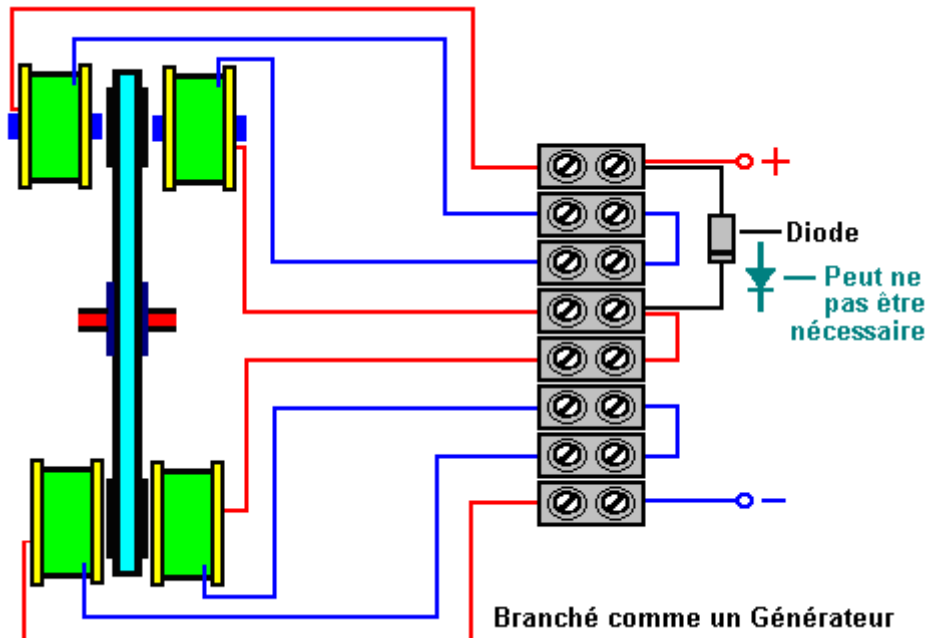 +
Diode
Peut ne
pas être
nécessaire
-
Branché comme un Générateur